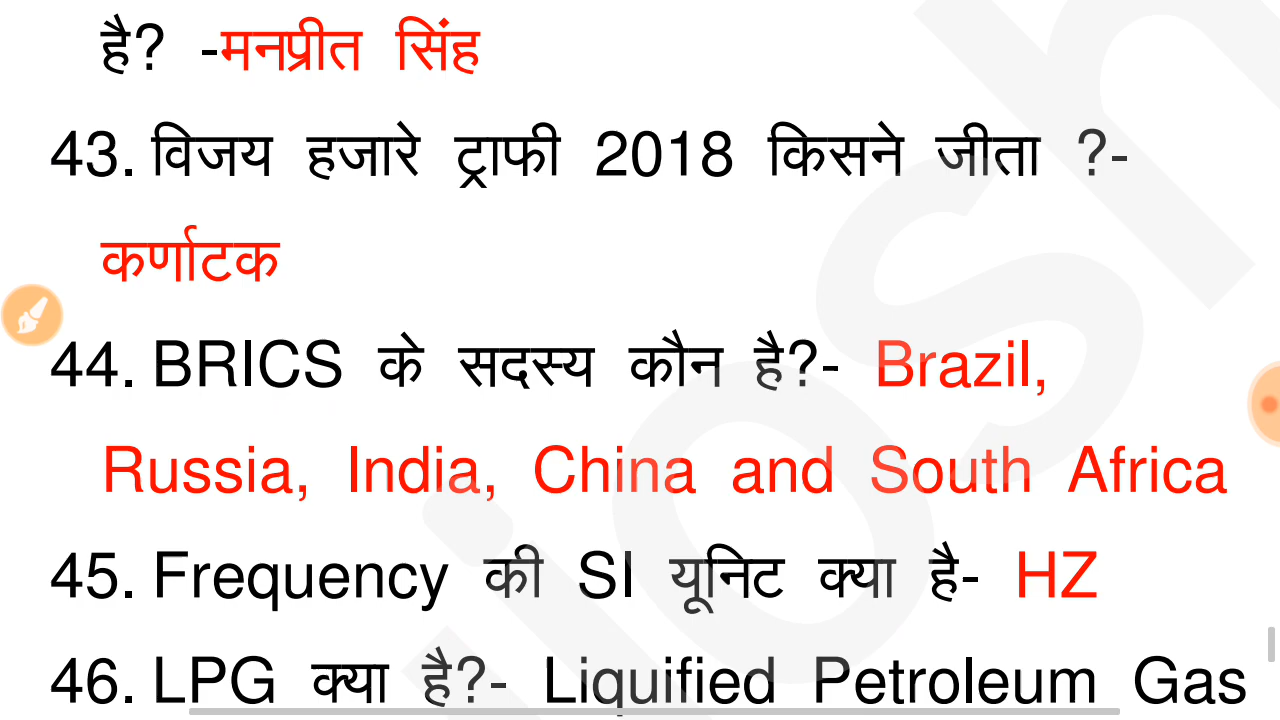 है? -मनप्रीत सिंह
43. विजय हजारे ट्राफी 2018 किसने जीता ?-
कर्णाटक
44. BRICS के सदस्य कौन है?- Brazil,
Russia, India, China and South Africa
45. Frequency की SI यूनिट क्या है- HZ
46. LPG क्या है?- Liquified Petroleum Gas